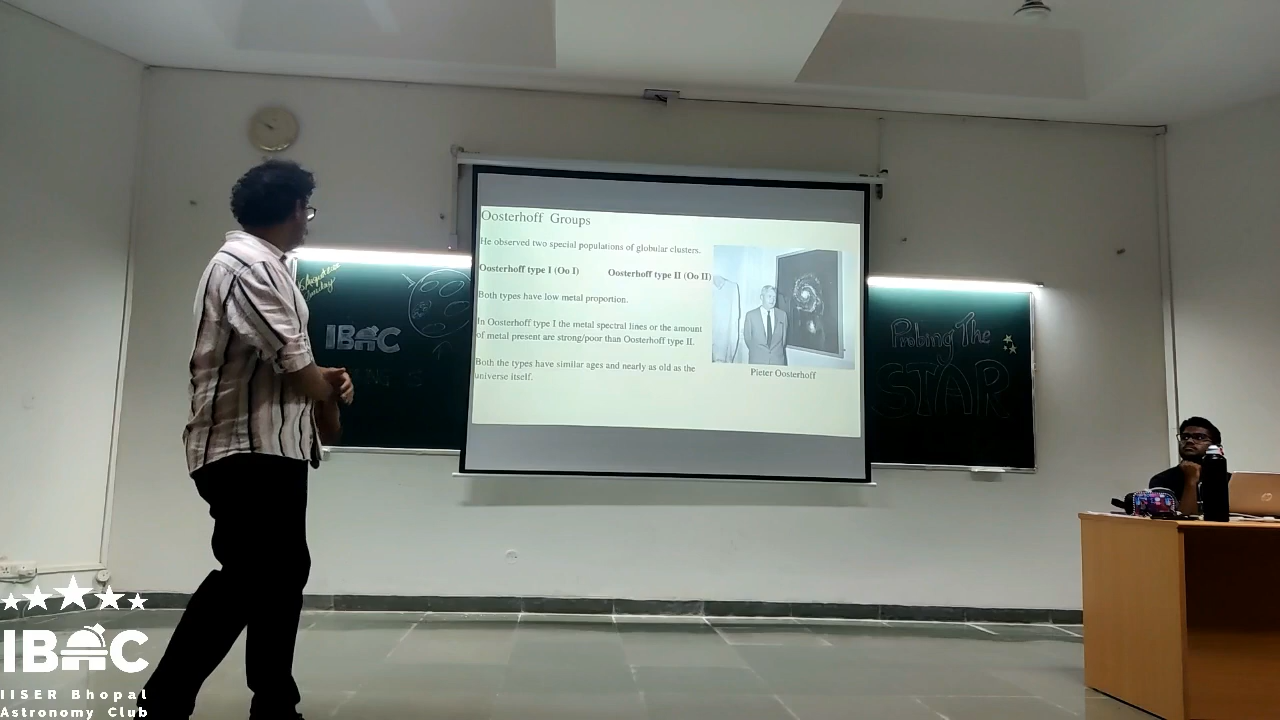 Oosterhoff Groups
He observed two special populations of globular clusters.
Oosterhoff type I (Oo I) Oosterhoff type II (Oo II)
Both types have low metal proportion.
In Oosterhoff type I the metal spectral lines or the amount
of metal present are strong/poor than Oosterhoff type II.
Both the types have similar ages and nearly as old as the
universe itself.
Pieter Oosterhoff
IBAC
Probing The
STAR
IBAC
IISER Bhopal
Astronomy Club